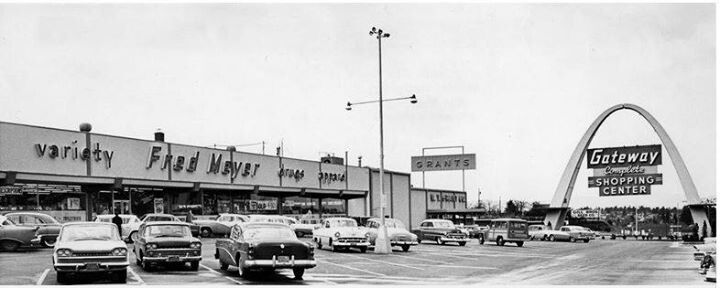 variety Fred Meyer drugs apparel
GRANTS
Gateway
Complete
SHOPPING
CENTER